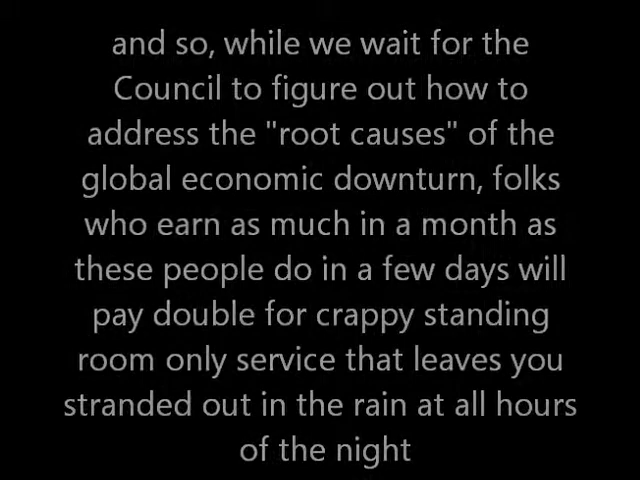 and so, while we wait for the
Council to figure out how to
address the "root causes" of the
global economic downturn, folks
who earn as much in a month as
these people do in a few days will
pay double for crappy standing
room only service that leaves you
stranded out in the rain at all hours
of the night